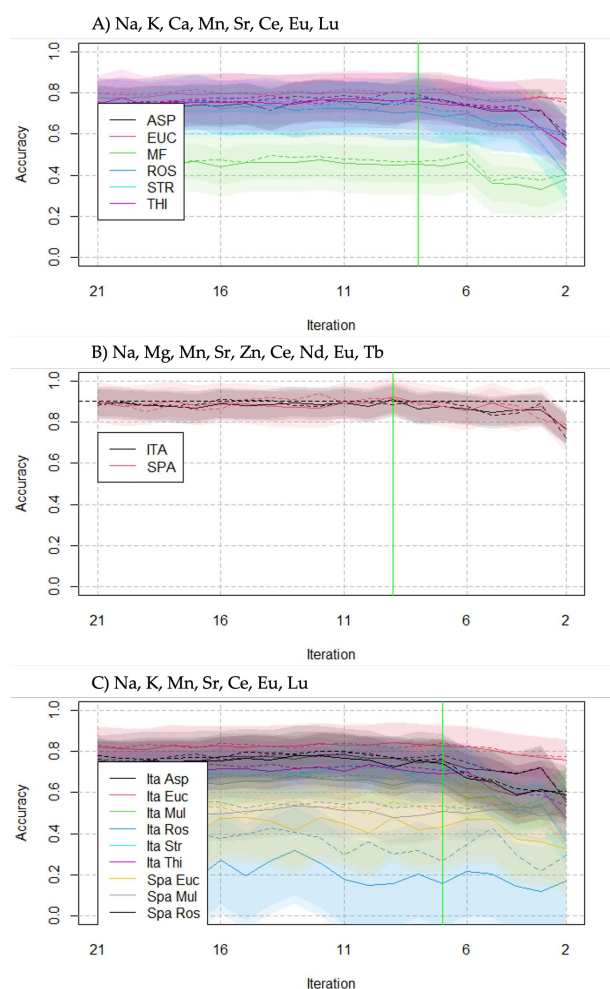 A) Na, K, Ca, Mn, Sr, Ce, Eu, Lu
1.0
0.8
0.6
0.4
0.2
0.0
Accuracy
ASP
EUC
MF
ROS
STR
THI
21 16 11 6 2
Iteration
B) Na, Mg, Mn, Sr, Zn, Ce, Nd, Eu, Tb
1.0
0.8
0.6
0.4
0.2
0.0
Accuracy
ITA
SPA
21 16 11 6 2
Iteration
C) Na, K, Mn, Sr, Ce, Eu, Lu
1.0
0.8
0.6
0.4
0.2
0.0
Accuracy
Ita Asp
Ita Euc
Ita Mul
Ita Ros
Ita Str
Ita Thi
Spa Euc
Spa Mul
Spa Ros
21 16 11 6 2
Iteration